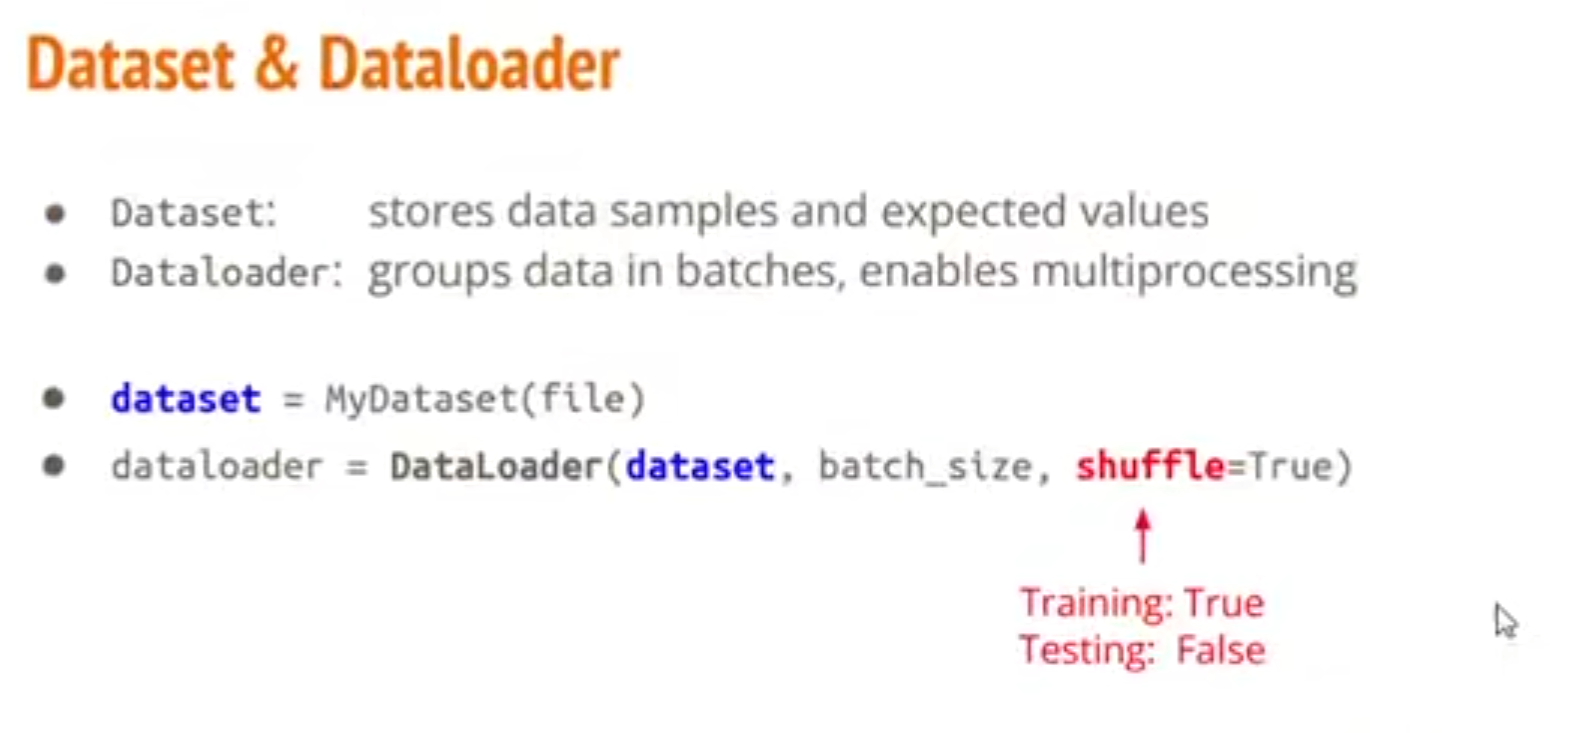 Dataset & Dataloader
● Dataset: stores data samples and expected values
● Dataloader: groups data in batches, enables multiprocessing
● dataset = MyDataset(file)
● dataloader = DataLoader(dataset, batch_size, shuffle=True)
Training: True
Testing: False